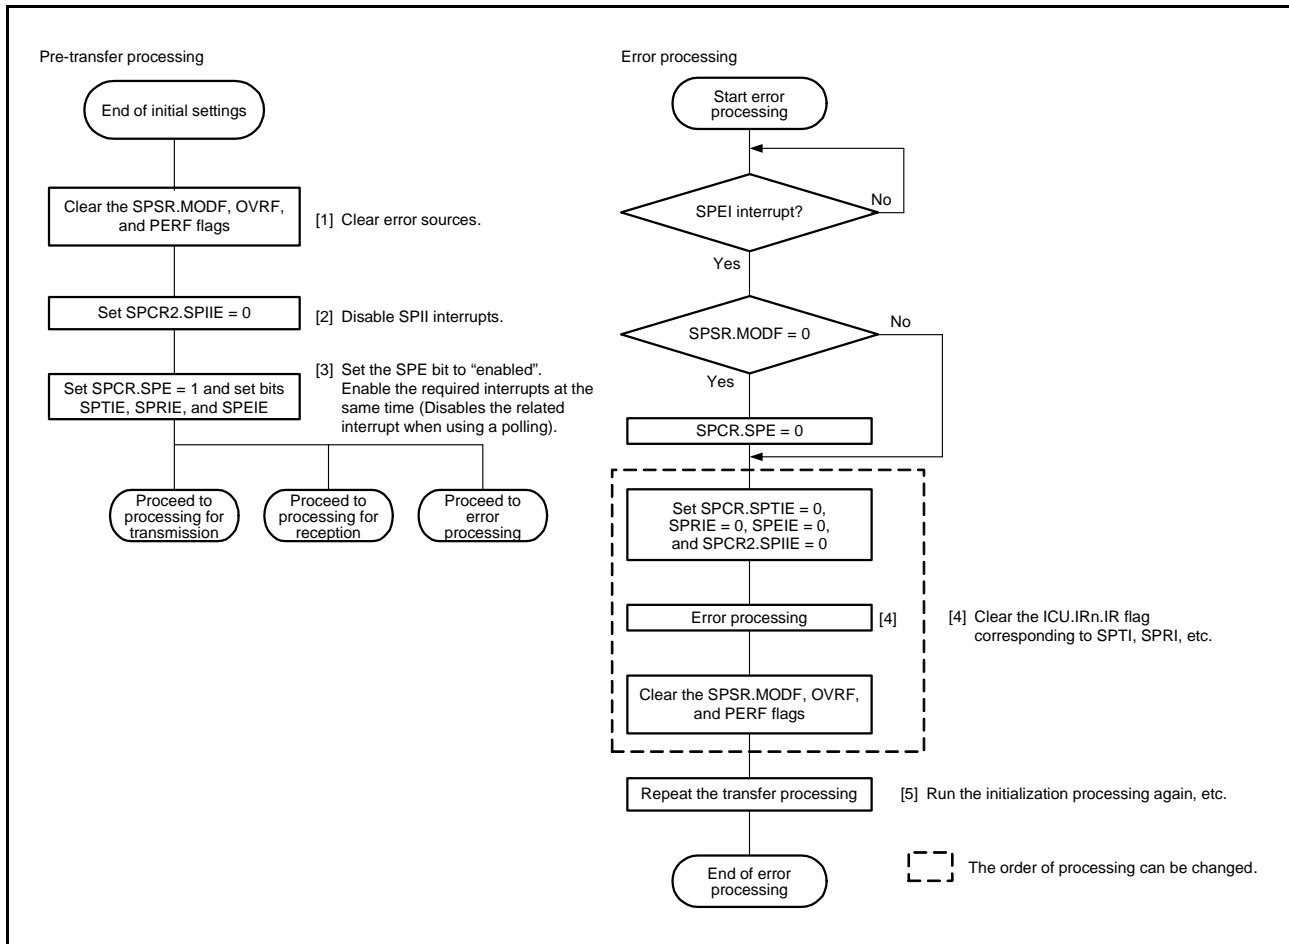 Pre-transfer processing
End of initial settings
Clear the SPSR.MODF, OVRF,
and PERF flags
[1] Clear error sources.
Set SPCR2.SPIIE = 0
[2] Disable SPII interrupts.
Set SPCR.SPE = 1 and set bits
SPTIE, SPRIE, and SPEIE
[3] Set the SPE bit to “enabled”.
Enable the required interrupts at the
same time (Disables the related
interrupt when using a polling).
Proceed to
processing for
transmission
Proceed to
processing for
reception
Proceed to
error
processing
Error processing
Start error
processing
SPEI interrupt?
No
Yes
SPSR.MODF = 0
No
Yes
SPCR.SPE = 0
Set SPCR.SPTIE = 0,
SPRIE = 0, SPEIE = 0,
and SPCR2.SPIIE = 0
Error processing
[4]
[4] Clear the ICU.IRn.IR flag
corresponding to SPTI, SPRI, etc.
Clear the SPSR.MODF, OVRF,
and PERF flags
Repeat the transfer processing
[5] Run the initialization processing again, etc.
End of error
processing
The order of processing can be changed.